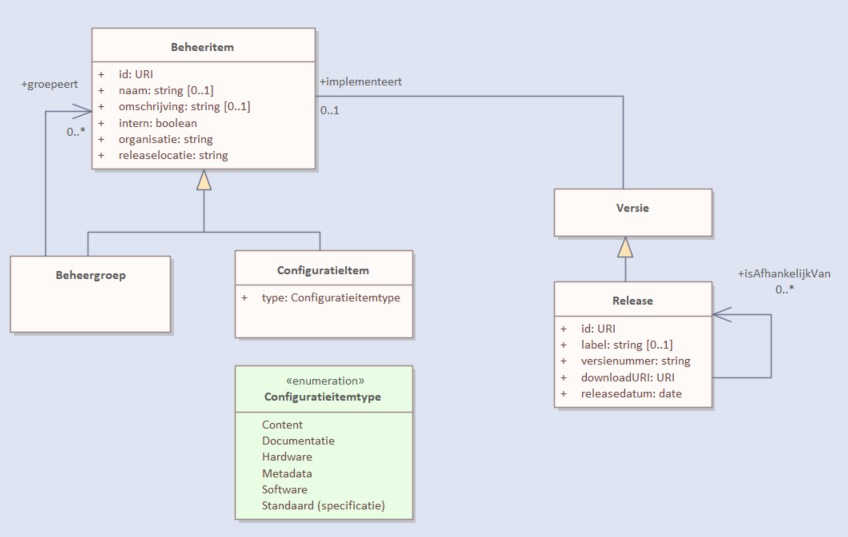 Beheeritem
+ id: URI
+ naam: string [0..1]
+ omschrijving: string [0..1]
+ intern: boolean
+ organisatie: string
+ releaselocatie: string
+groepeert
0..*
+implementeert
0..1
Versie
Beheergroep
ConfiguratieItem
+ type: Configuratieitemtype
+isAfhankelijkVan
0..*
Release
+ id: URI
+ label: string [0..1]
+ versienummer: string
+ downloadURI: URI
+ releasedatum: date
«enumeration»
Configuratieitemtype
Content
Documentatie
Hardware
Metadata
Software
Standaard (specificatie)